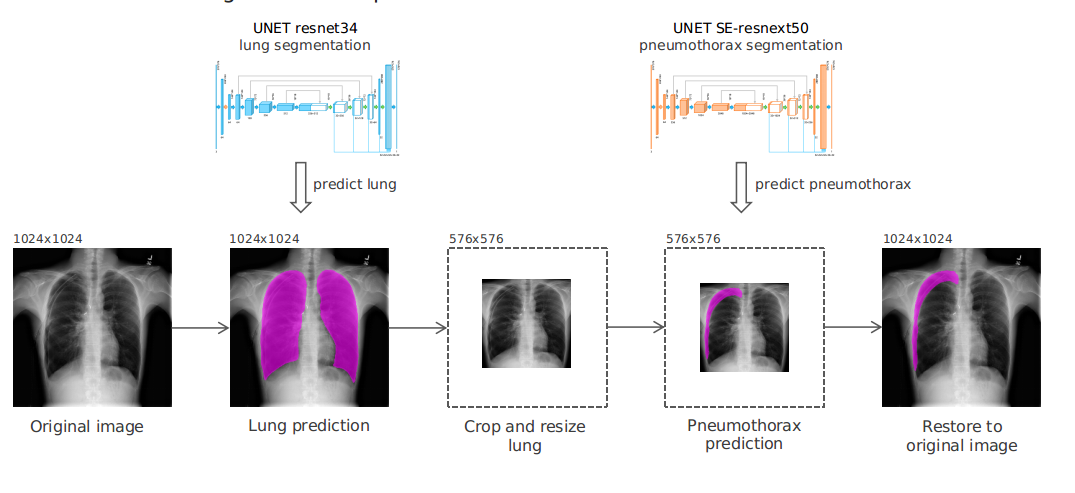 UNET resnet34
lung segmentation
UNET SE-resnext50
pneumothorax segmentation
predict lung
predict pneumothorax
1024x1024
1024x1024
576x576
576x576
1024x1024
L
L
L
Original image
Lung prediction
Crop and resize
lung
Pneumothorax
prediction
Restore to
original image